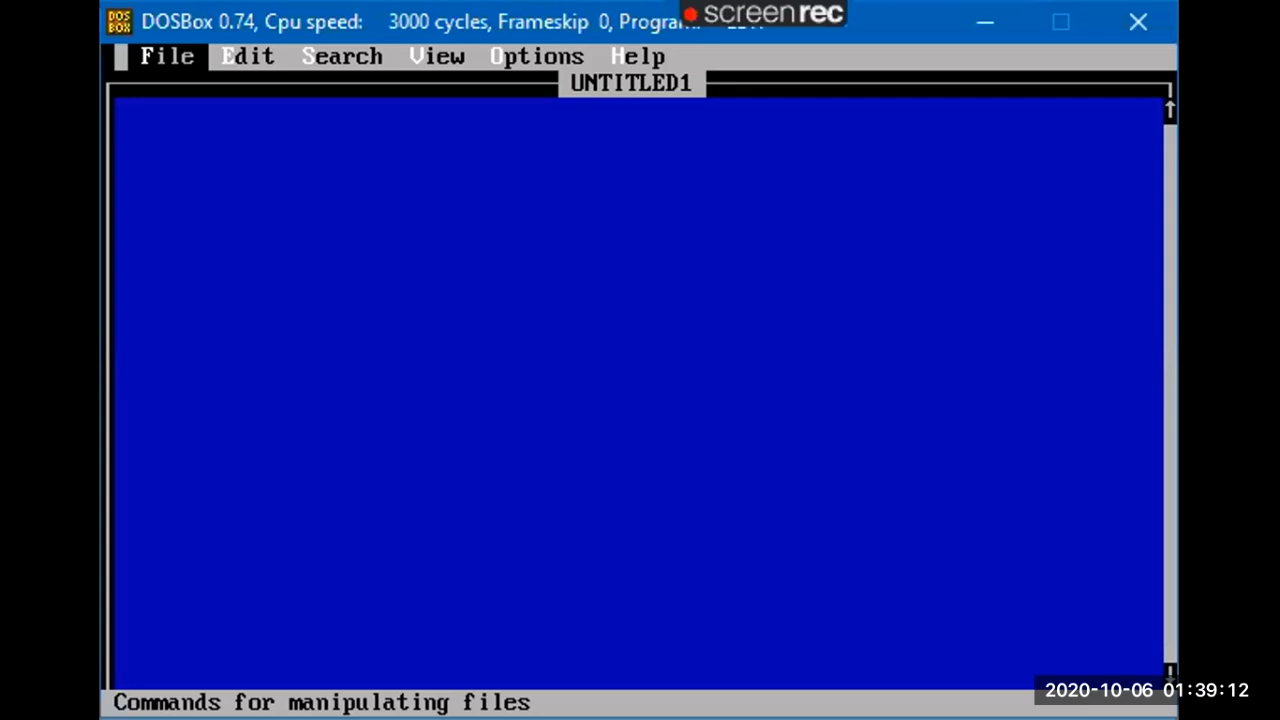 DOSBox 0.74, Cpu speed: 3000 cycles, Frameskip 0, Program:
screenrec
File Edit Search View Options Help
UNTITLED1
Commands for manipulating files
2020-10-06 01:39:12